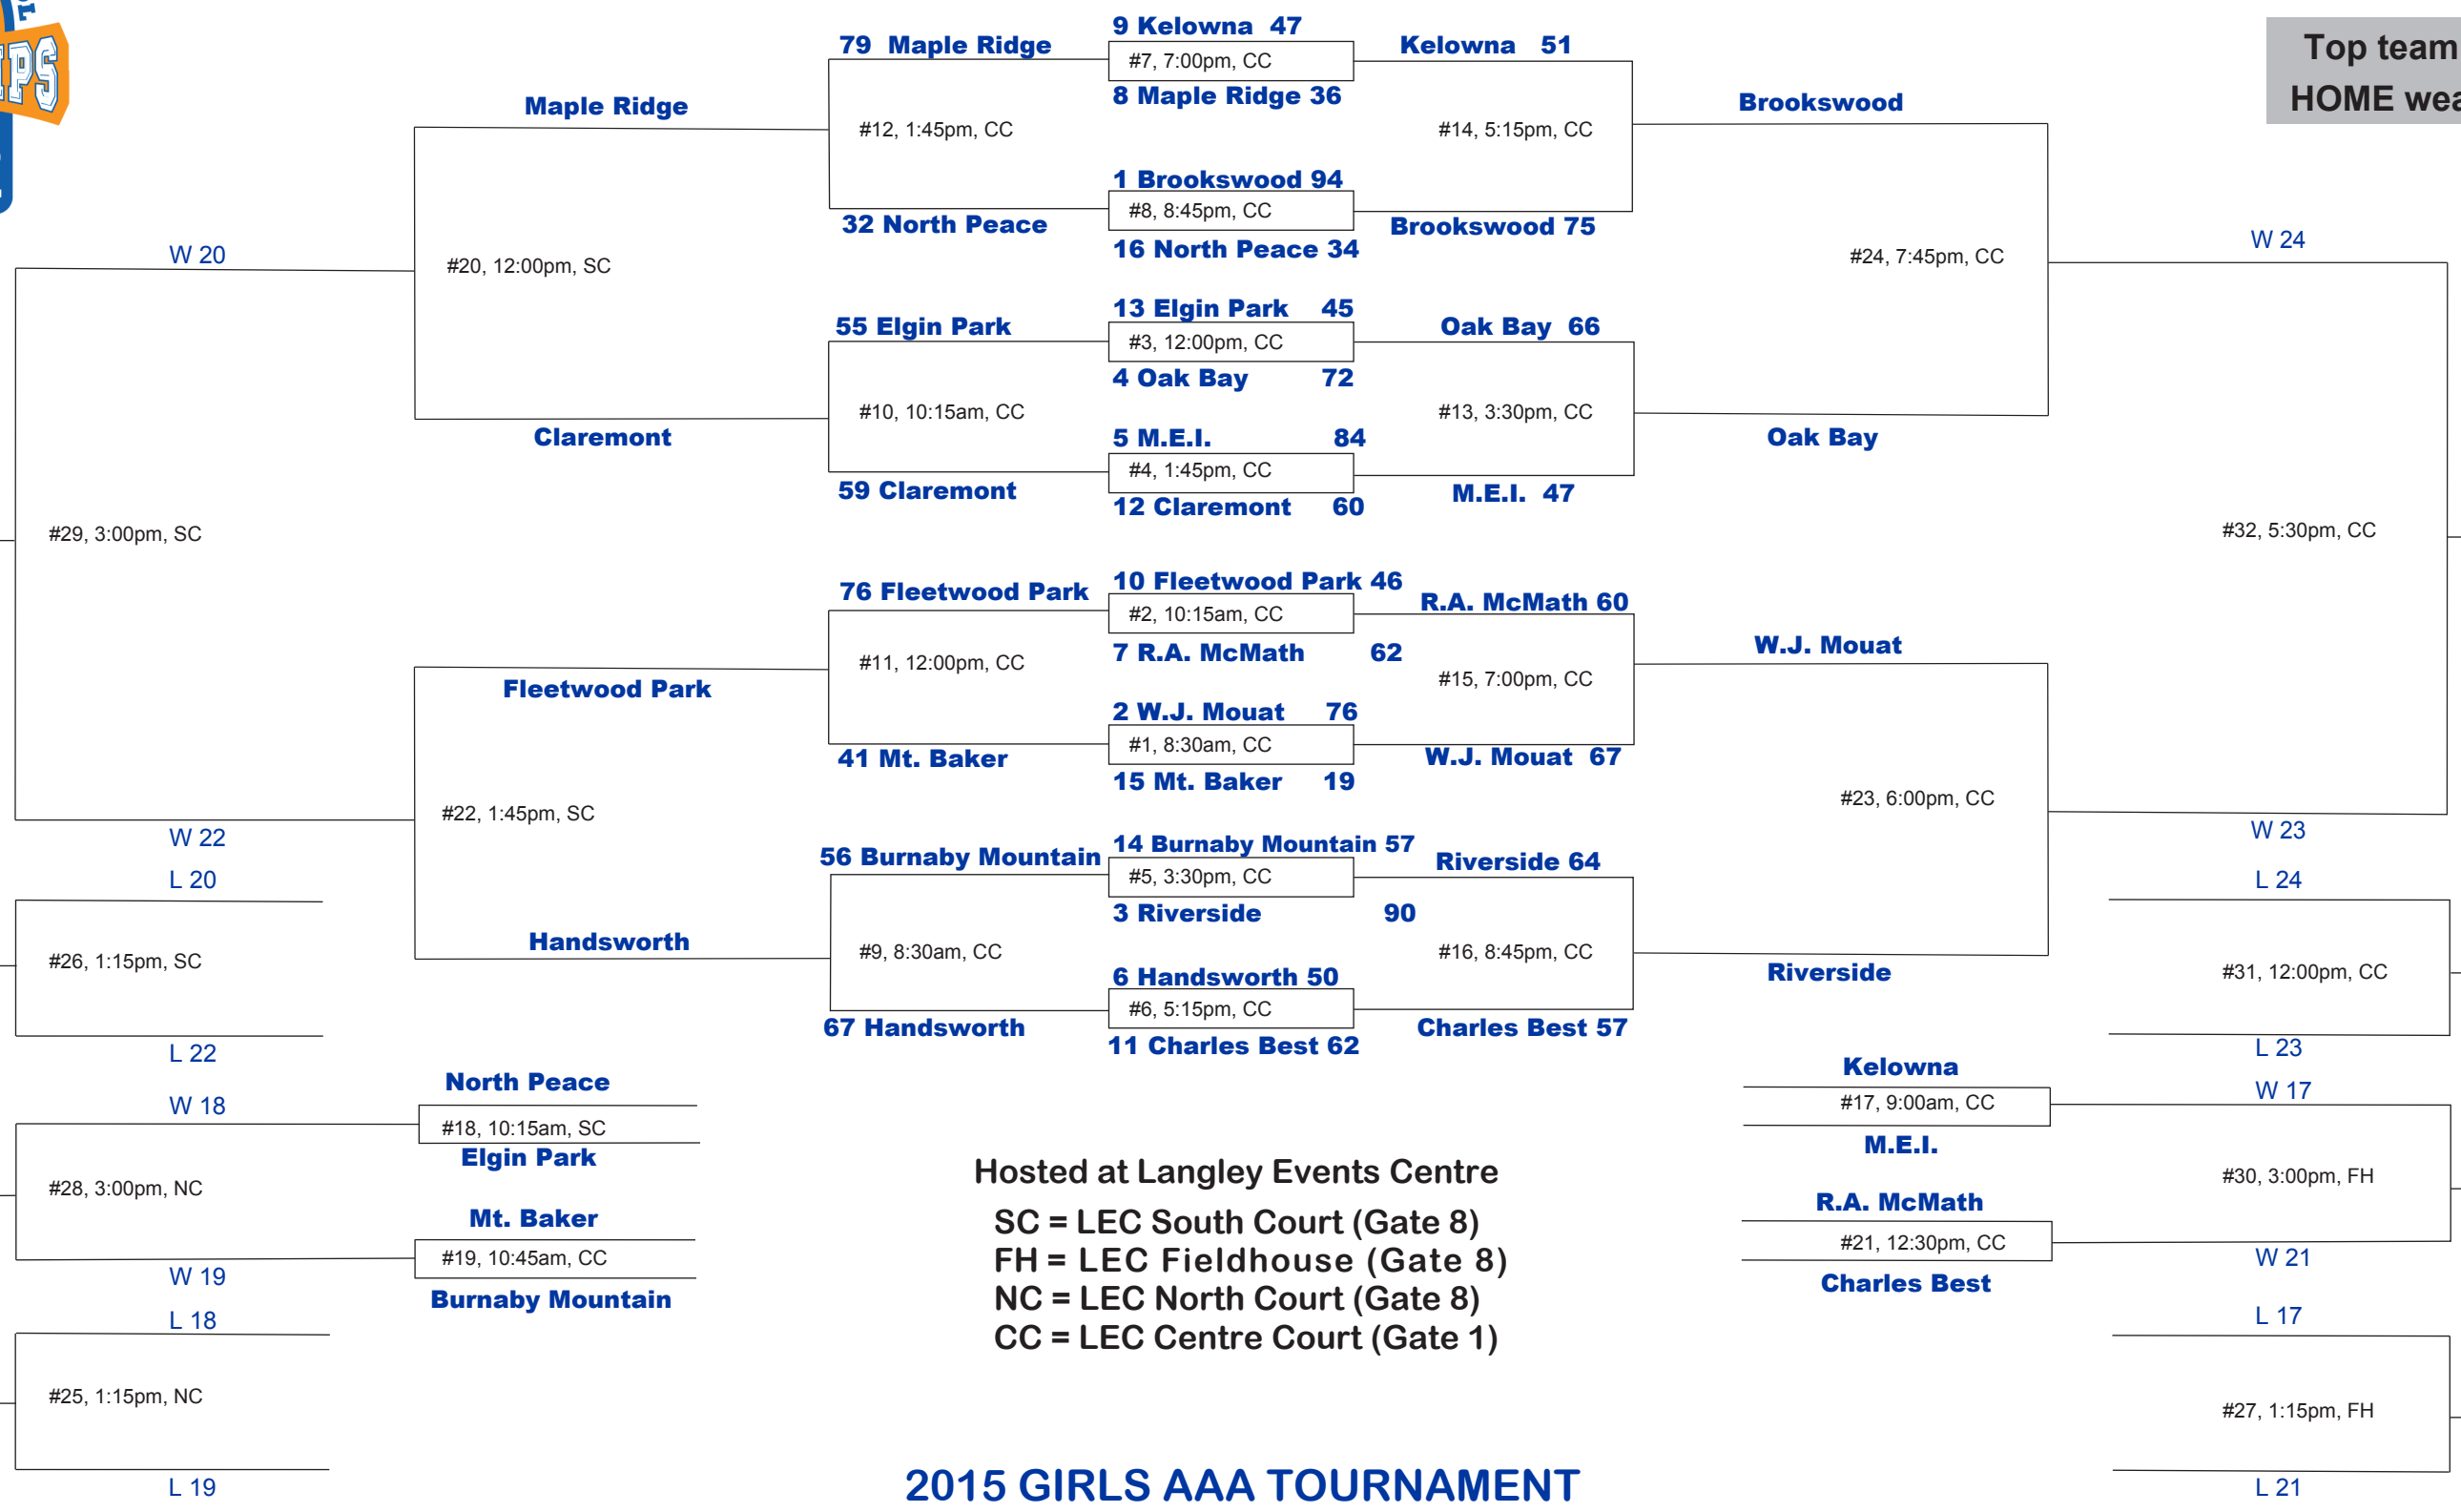 L
IPS
Top team
HOME wea
79 Maple Ridge
9 Kelowna 47
#7, 7:00pm, CC
8 Maple Ridge 36
Kelowna 51
Maple Ridge
#12, 1:45pm, CC
#14, 5:15pm, CC
Brookswood
1 Brookswood 94
#8, 8:45pm, CC
16 North Peace 34
32 North Peace
Brookswood 75
W 20
#20, 12:00pm, SC
#24, 7:45pm, CC
W 24
55 Elgin Park
13 Elgin Park 45
#3, 12:00pm, CC
4 Oak Bay 72
Oak Bay 66
#10, 10:15am, CC
#13, 3:30pm, CC
Claremont
5 M.E.I. 84
#4, 1:45pm, CC
12 Claremont 60
Oak Bay
59 Claremont
M.E.I. 47
#29, 3:00pm, SC
#32, 5:30pm, CC
76 Fleetwood Park
10 Fleetwood Park 46
#2, 10:15am, CC
7 R.A. McMath 62
R.A. McMath 60
#11, 12:00pm, CC
#15, 7:00pm, CC
W.J. Mouat
Fleetwood Park
2 W.J. Mouat 76
#1, 8:30am, CC
15 Mt. Baker 19
41 Mt. Baker
W.J. Mouat 67
#22, 1:45pm, SC
#23, 6:00pm, CC
W 22
W 23
56 Burnaby Mountain
14 Burnaby Mountain 57
#5, 3:30pm, CC
3 Riverside 90
Riverside 64
L 20
L 24
Handsworth
#9, 8:30am, CC
#16, 8:45pm, CC
Riverside
#26, 1:15pm, SC
#31, 12:00pm, CC
6 Handsworth 50
#6, 5:15pm, CC
11 Charles Best 62
67 Handsworth
Charles Best 57
L 22
L 23
North Peace
Kelowna
W 18
#18, 10:15am, SC
Elgin Park
#17, 9:00am, CC
M.E.I.
W 17
#28, 3:00pm, NC
#30, 3:00pm, FH
Mt. Baker
#19, 10:45am, CC
Burnaby Mountain
R.A. McMath
#21, 12:30pm, CC
Charles Best
W 19
W 21
L 18
L 17
#25, 1:15pm, NC
#27, 1:15pm, FH
L 19
L 21
Hosted at Langley Events Centre
SC = LEC South Court (Gate 8)
FH = LEC Fieldhouse (Gate 8)
NC = LEC North Court (Gate 8)
CC = LEC Centre Court (Gate 1)
2015 GIRLS AAA TOURNAMENT